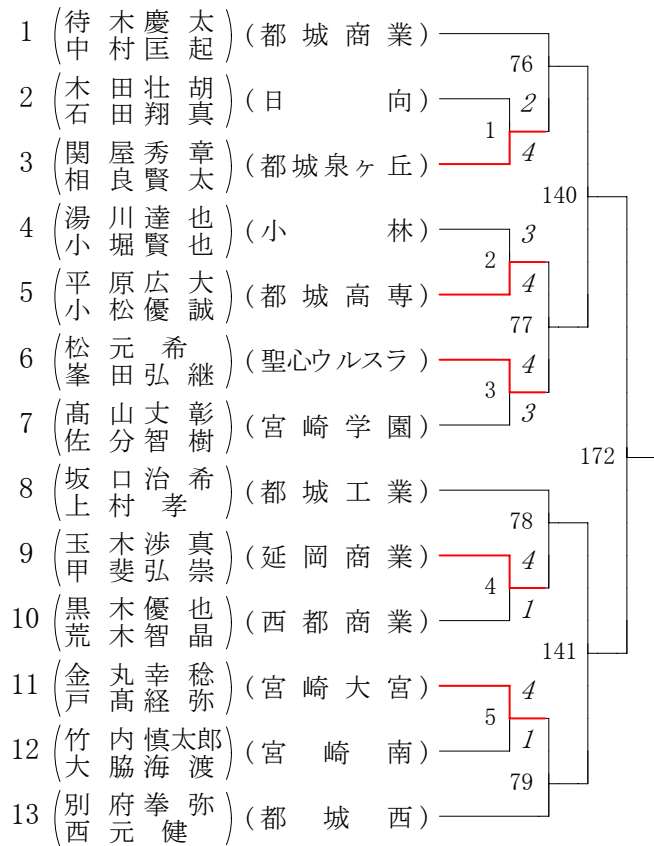 1 (待木慶太 中村匡起) (都城商業)
76
2 (木田壮胡 石田翔真) (日向)
2
1
4
3 (関屋秀章 相良賢太) (都城泉ヶ丘)
140
4 (湯川達也 小堀賢也) (小林)
3
2
4
5 (平原広大 小松優誠) (都城高専)
77
6 (松元希 峯田弘継) (聖心ウルスラ)
4
3
3
7 (髙山丈彰 佐分智樹) (宮崎学園)
172
8 (坂口治希 上村孝) (都城工業)
78
9 (玉木渉真 甲斐弘崇) (延岡商業)
4
4
1
10 (黒木優也 荒木智晶) (西都商業)
141
11 (金丸幸稔 戸髙経弥) (宮崎大宮)
4
5
1
12 (竹内慎太郎 大脇海渡) (宮崎南)
79
13 (別府拳弥 西元健) (都城西)